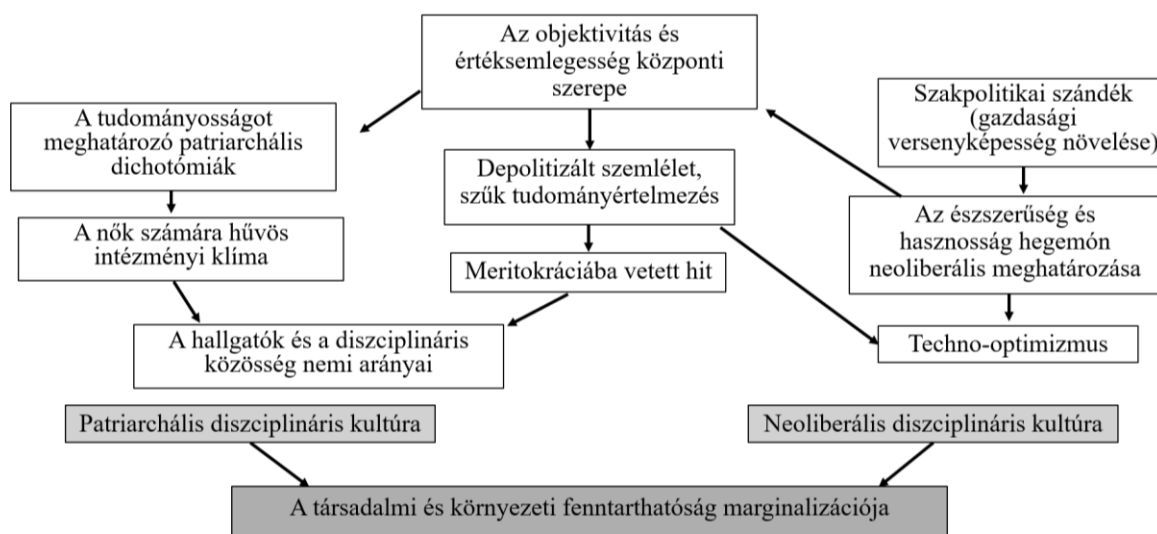 Az objektivitás és
értéksemlegesség központi
szerepe
A tudományosságot
meghatározó patriarchális
dichotómiák
Szakpolitikai szándék
(gazdasági
versenyképesség növelése)
Depolitizált szemlélet,
szűk tudományértelmezés
A nők számára hűvös
intézményi klíma
Az észszerűség és
hasznosság hegemón
neoliberális meghatározása
Meritokráciába vetett hit
A hallgatók és a diszciplináris
közösség nemi arányai
Techno-optimizmus
Patriarchális diszciplináris kultúra
Neoliberális diszciplináris kultúra
A társadalmi és környezeti fenntarthatóság marginalizációja